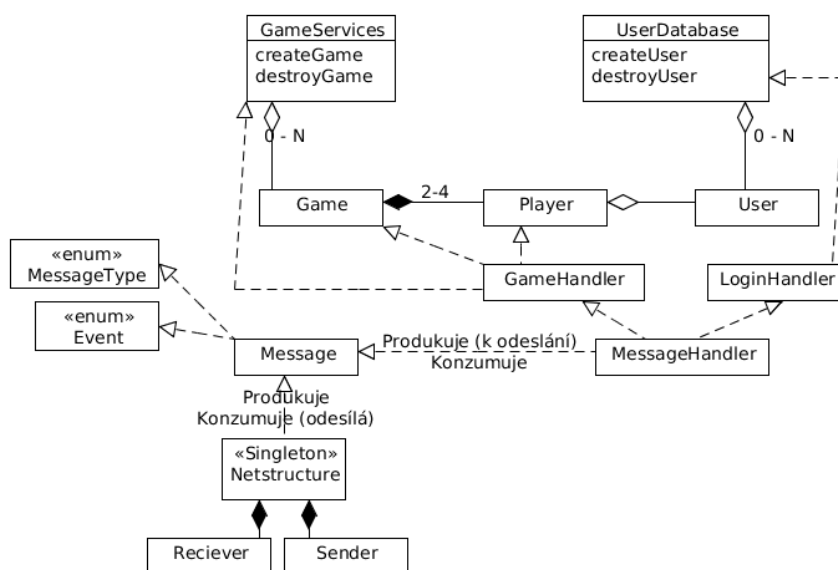 GameServices
createGame
destroyGame
UserDatabase
createUser
destroyUser
0 - N
0 - N
Game
2-4
Player
User
«enum»
MessageType
GameHandler
LoginHandler
«enum»
Event
Message
Produkuje (k odeslání)
Konzumuje
MessageHandler
Produkuje
Konzumuje (odesílá)
«Singleton»
Netstructure
Reciever
Sender